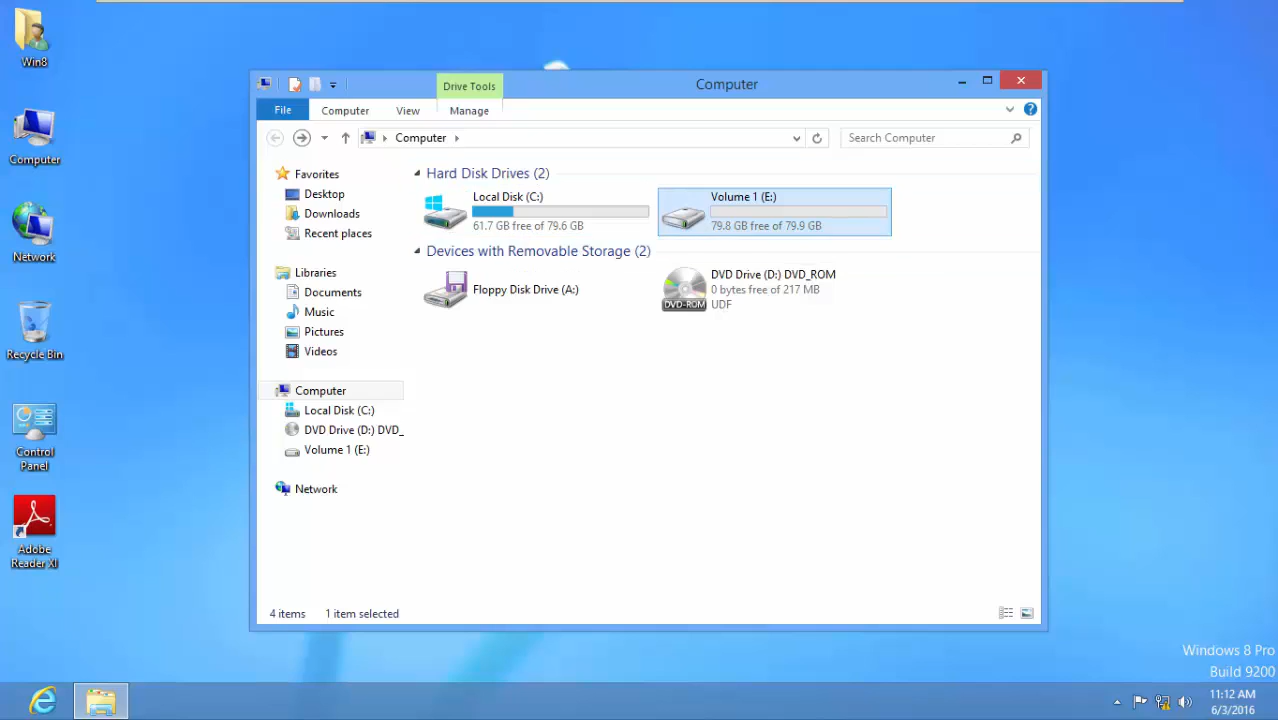 Win8
Computer
Network
Recycle Bin
Control
Panel
Adobe
Reader XI
Drive Tools
Computer
File
Computer
View
Manage
Computer
Search Computer
Favorites
Desktop
Downloads
Recent places
Libraries
Documents
Music
Pictures
Videos
Computer
Local Disk (C:)
DVD Drive (D:) DVD_
Volume 1 (E:)
Network
Hard Disk Drives (2)
Local Disk (C:)
61.7 GB free of 79.6 GB
Volume 1 (E:)
79.8 GB free of 79.9 GB
Devices with Removable Storage (2)
Floppy Disk Drive (A:)
DVD-ROM
DVD Drive (D:) DVD_ROM
0 bytes free of 217 MB
UDF
4 items 1 item selected
Windows 8 Pro
Build 9200
11:12 AM
6/3/2016